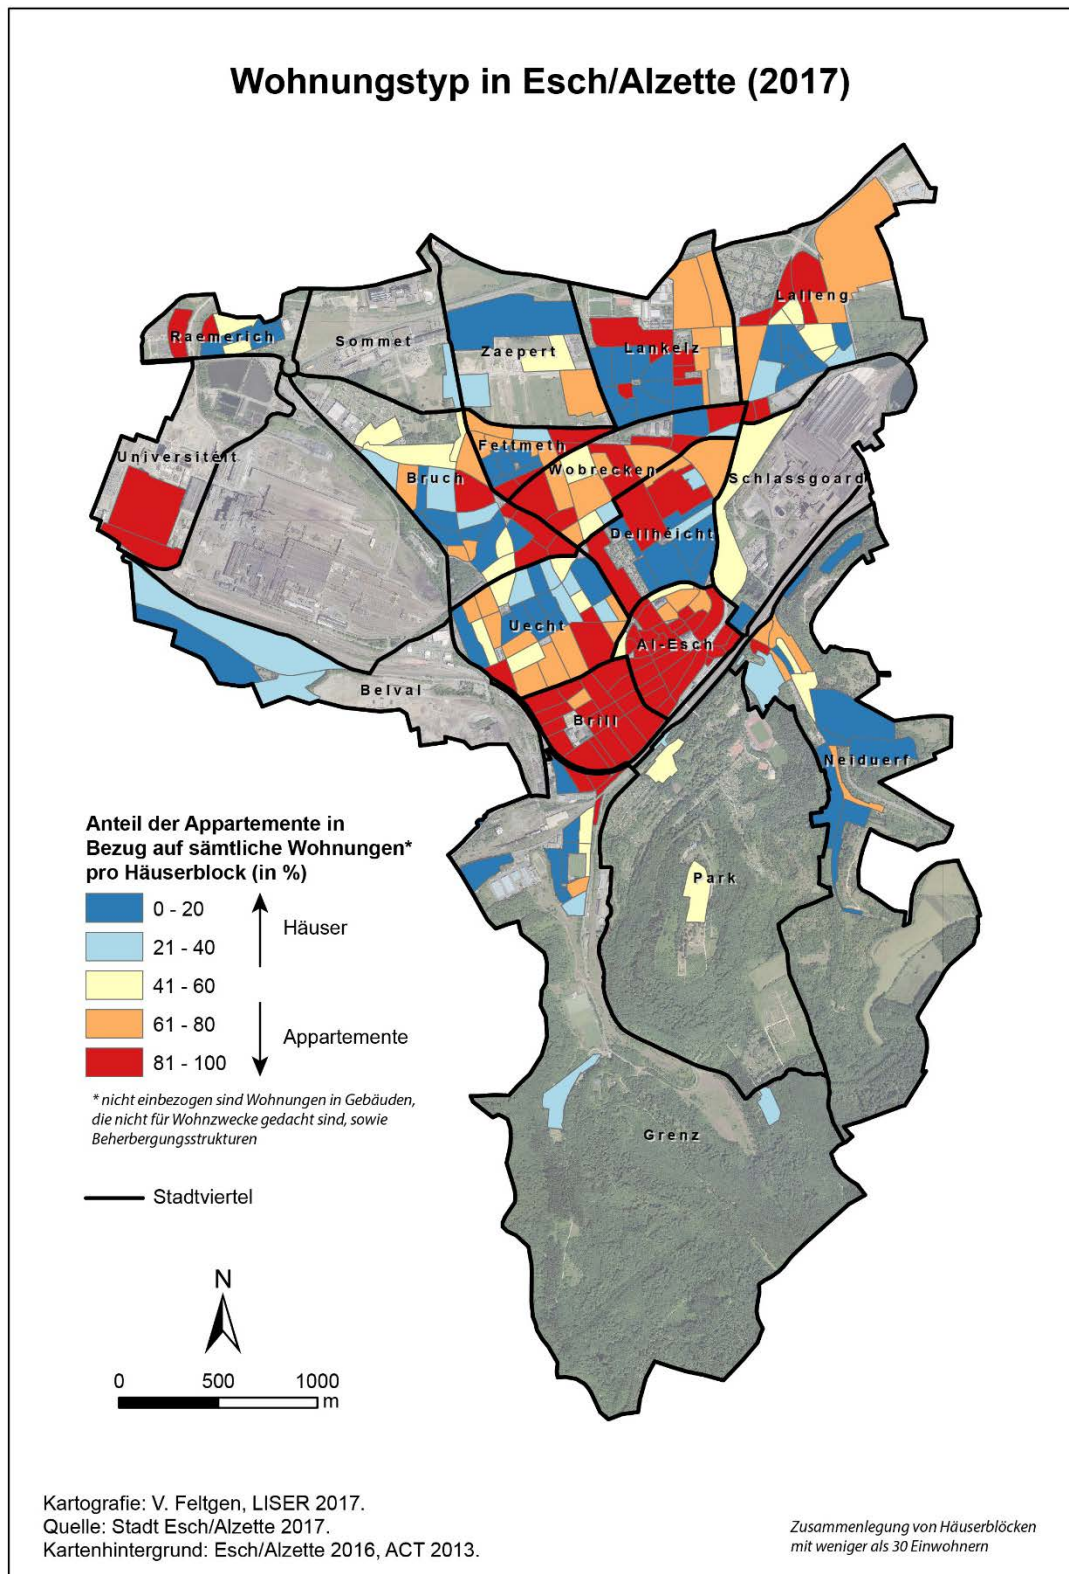 Wohnungstyp in Esch/Alzette (2017)
Lalleng
Raemerich
Sommet
Zaepert
Lankelz
Fettmeth
Universitéit
Bruch
Wobrecken
Schlassgoard
Dellhéicht
Uecht
Al-Esch
Belval
Brill
Neiduerf
Park
Grenz
Anteil der Appartemente in
Bezug auf sämtliche Wohnungen*
pro Häuserblock (in %)
0 - 20
21 - 40
41 - 60
61 - 80
81 - 100
Häuser
Appartemente
* nicht einbezogen sind Wohnungen in Gebäuden,
die nicht für Wohnzwecke gedacht sind, sowie
Beherbergungsstrukturen
Stadtviertel
N
0 500 1000
m
Kartografie: V. Feltgen, LISER 2017.
Quelle: Stadt Esch/Alzette 2017.
Kartenhintergrund: Esch/Alzette 2016, ACT 2013.
Zusammenlegung von Häuserblöcken
mit weniger als 30 Einwohnern